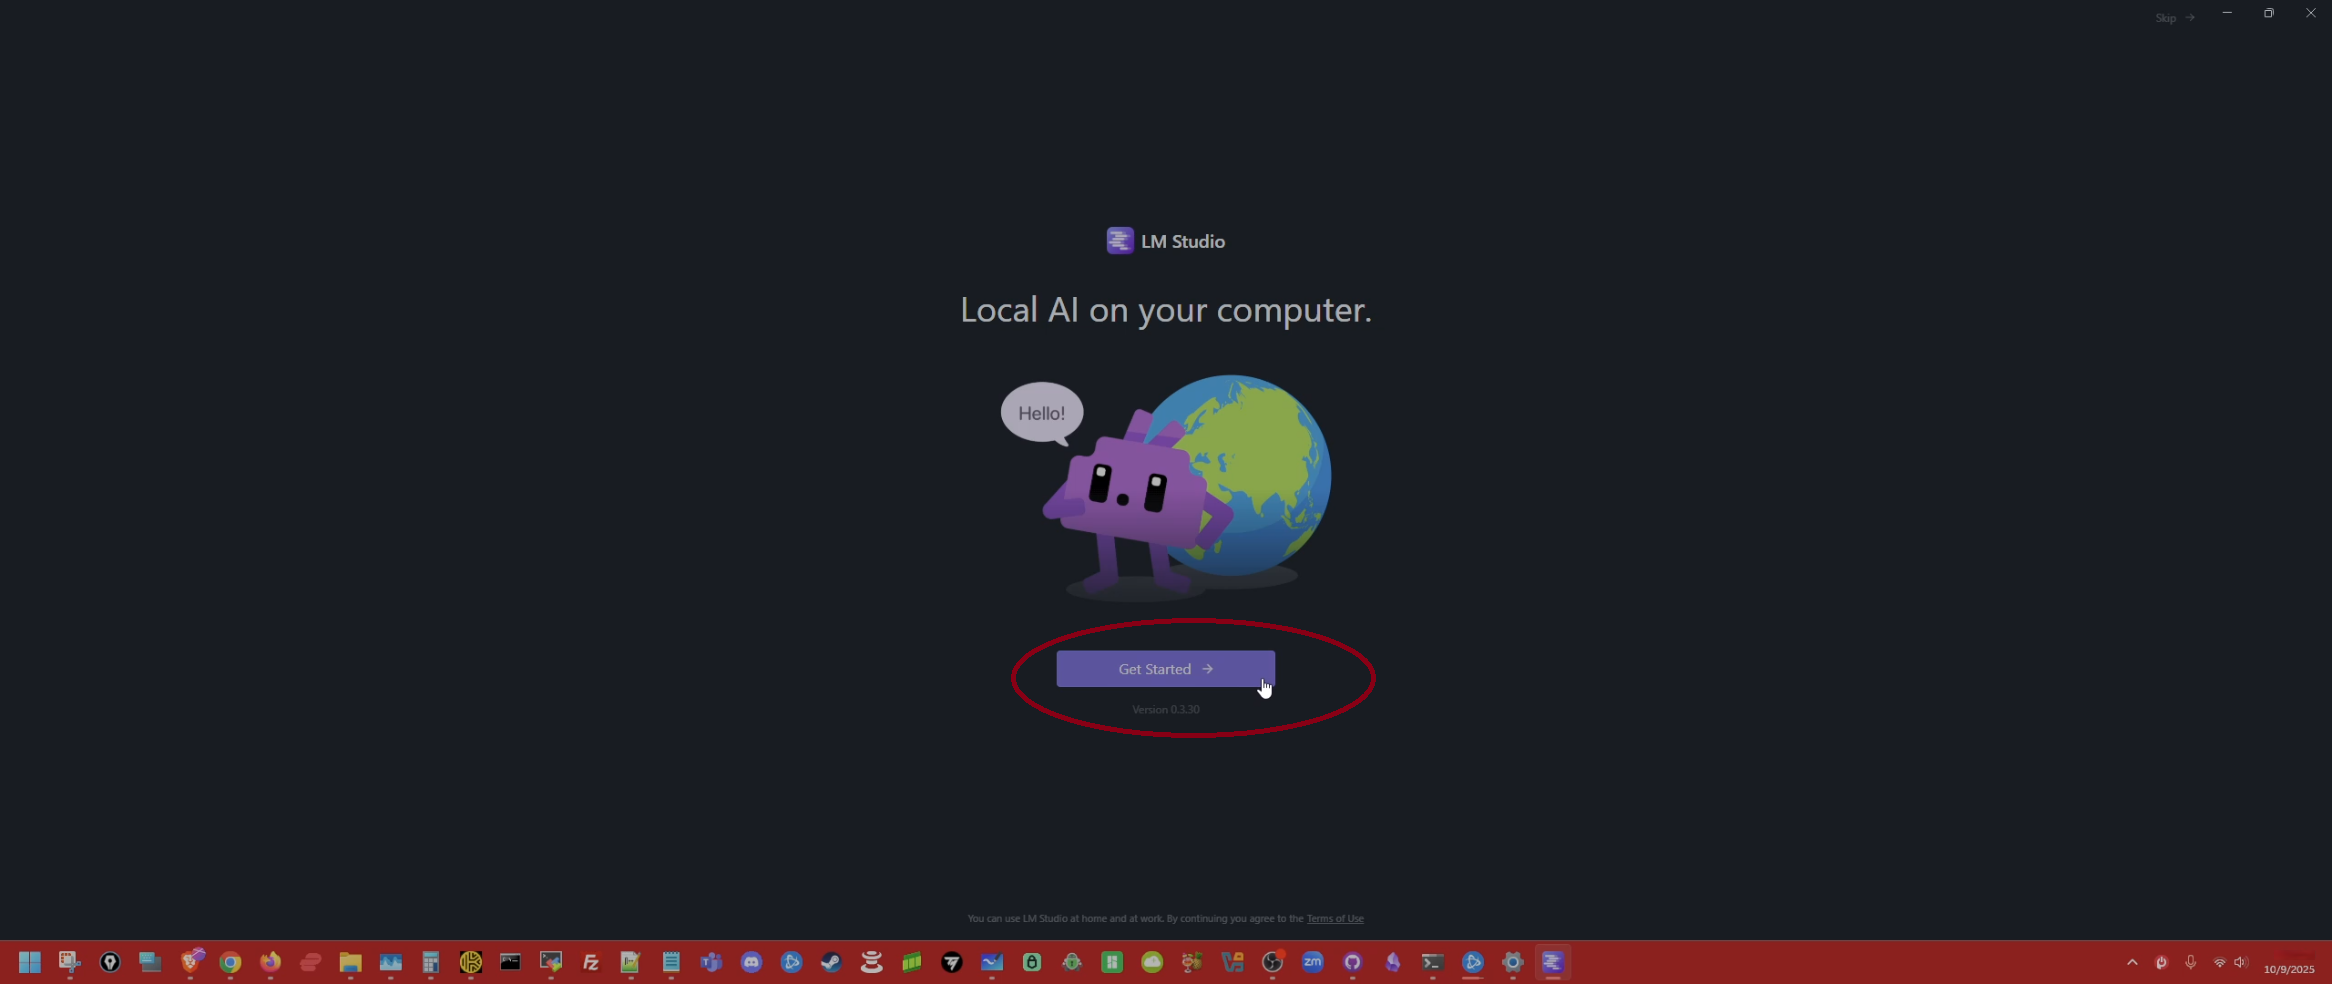 Skip
LM Studio
Local AI on your computer.
Hello!
Get Started
Version 0.3.30
You can use LM Studio at home and at work. By continuing you agree to the Terms of Use
zm
10/9/2025